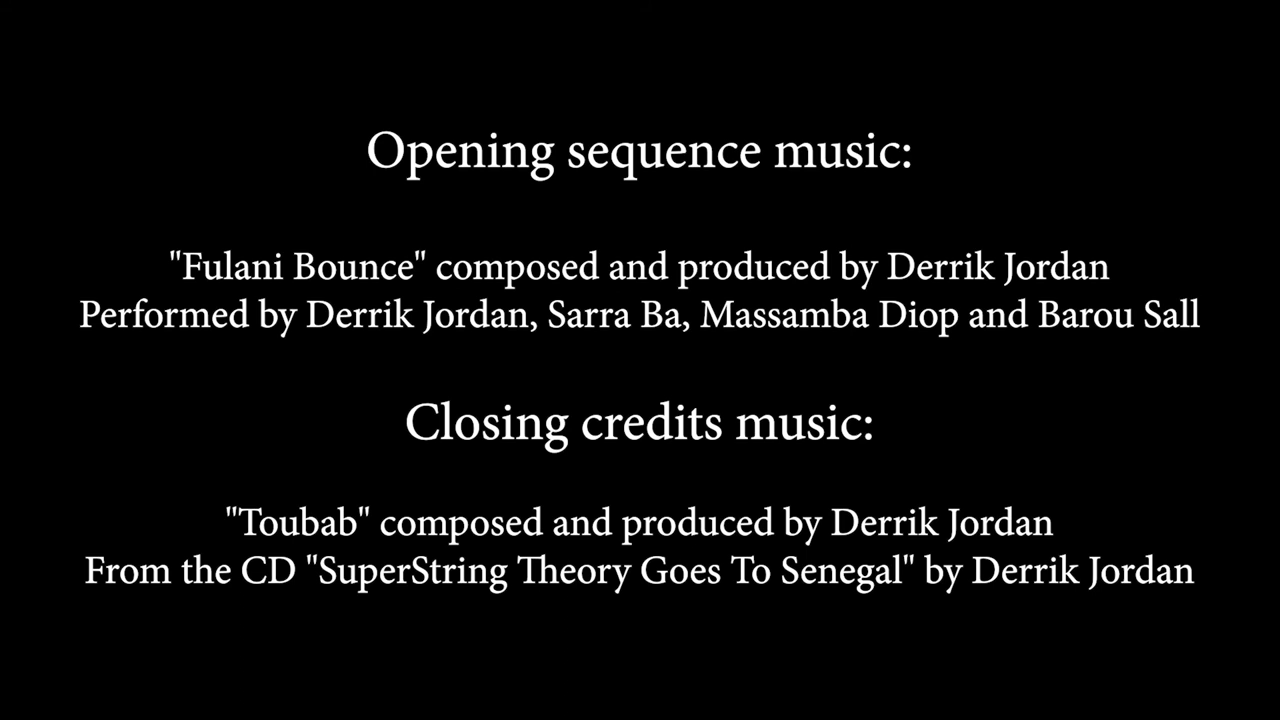 Opening sequence music:
"Fulani Bounce" composed and produced by Derrik Jordan
Performed by Derrik Jordan, Sarra Ba, Massamba Diop and Barou Sall
Closing credits music:
"Toubab" composed and produced by Derrik Jordan
From the CD "SuperString Theory Goes To Senegal" by Derrik Jordan